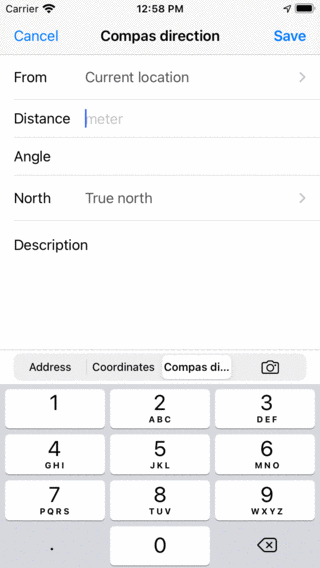 Carrier 12:58 PM
Cancel Compas direction Save
From Current location
Distance meter
Angle
North True north
Description
Address Coordinates Compas di...
1 2 3
ABC DEF
4 5 6
GHI JKL MNO
7 8 9
PQRS TUV WXYZ
. 0